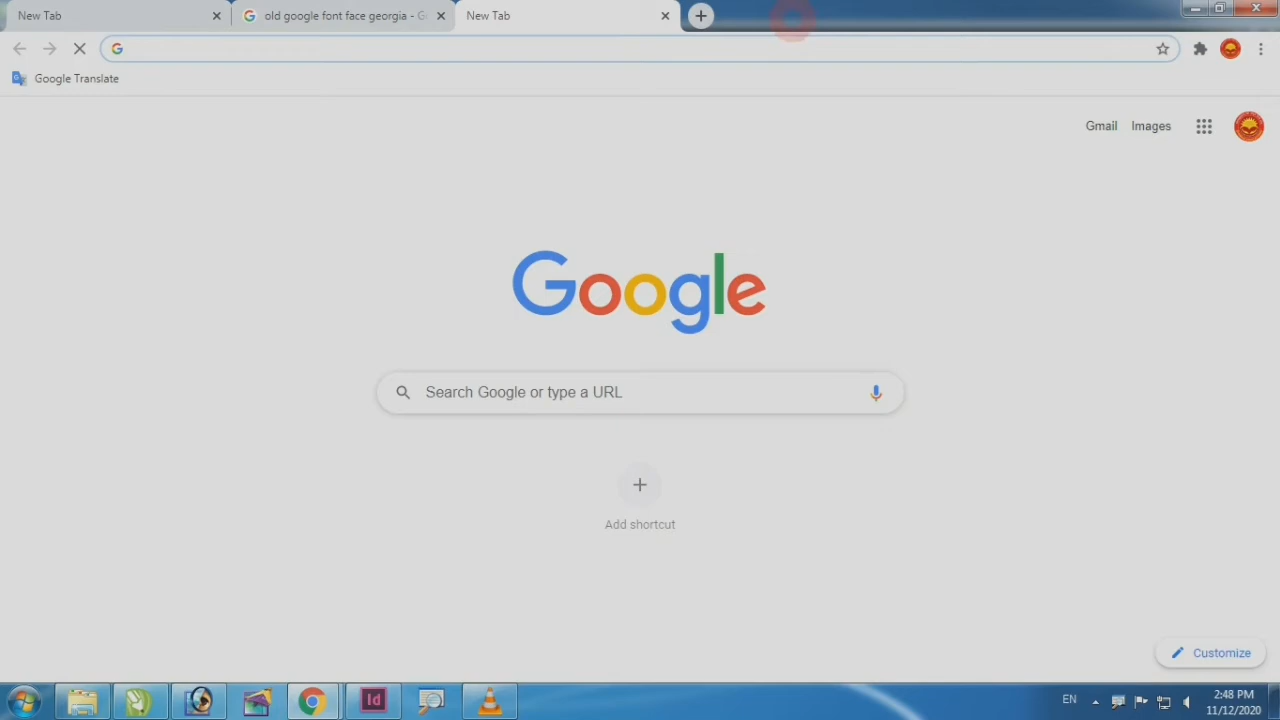 New Tab
old google font face georgia - G
New Tab
Google Translate
Gmail
Images
Google
Search Google or type a URL
Add shortcut
Customize
Id
EN
2:48 PM
11/12/2020